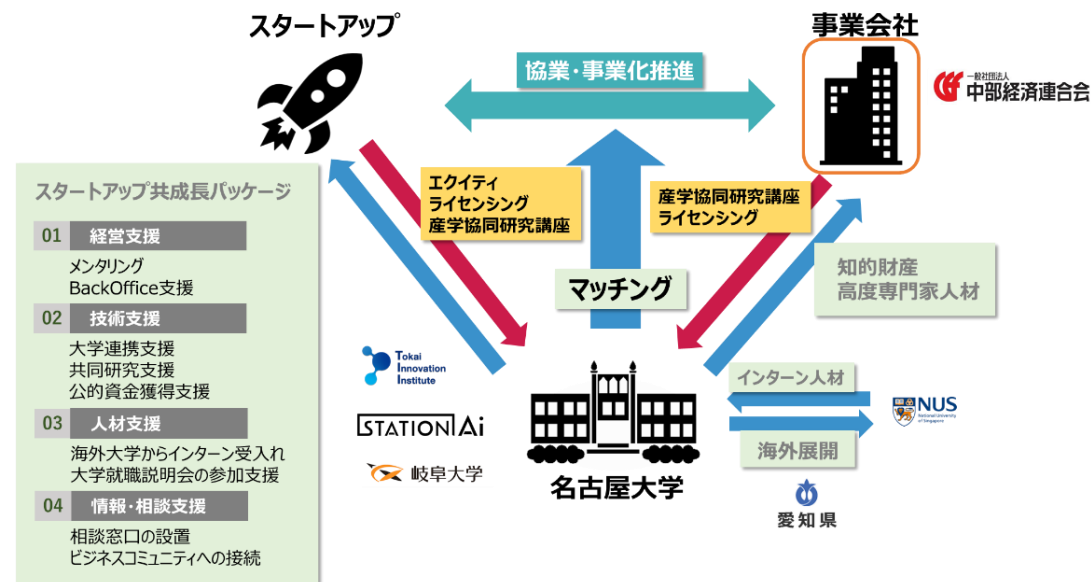 スタートアップ
事業会社
協業・事業化推進
一般社団法人
中部経済連合会
スタートアップ共成長パッケージ
01 経営支援
メンタリング
BackOffice支援
02 技術支援
大学連携支援
共同研究支援
公的資金獲得支援
03 人材支援
海外大学からインターン受入れ
大学就職説明会の参加支援
04 情報・相談支援
相談窓口の設置
ビジネスコミュニティへの接続
エクイティ
ライセンシング
産学協同研究講座
産学協同研究講座
ライセンシング
マッチング
知的財産
高度専門家人材
Tokai
Innovation
Institute
STATION Ai
岐阜大学
名古屋大学
インターン人材
海外展開
NUS
National University
of Singapore
愛知県